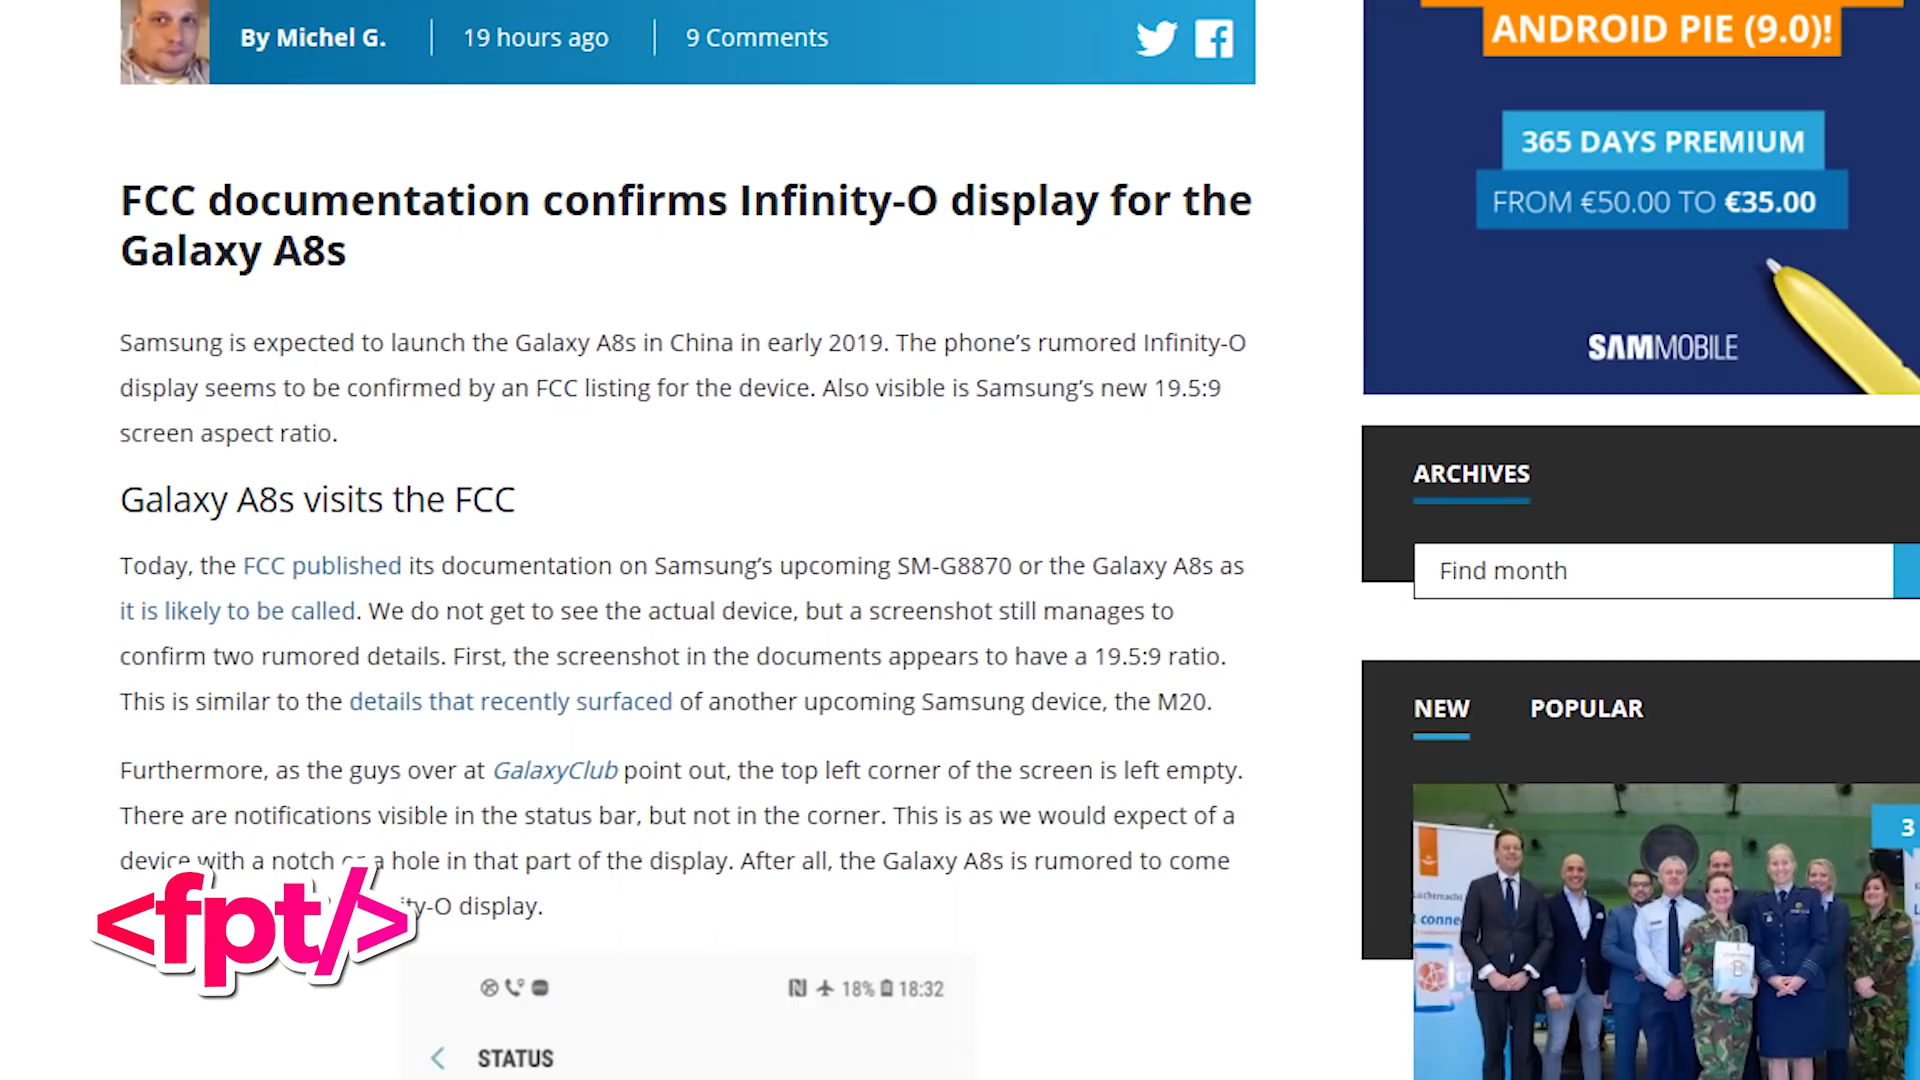 By Michel G.
19 hours ago
9 Comments
FCC documentation confirms Infinity-O display for the
Galaxy A8s
Samsung is expected to launch the Galaxy A8s in China in early 2019. The phone’s rumored Infinity-O
display seems to be confirmed by an FCC listing for the device. Also visible is Samsung’s new 19.5:9
screen aspect ratio.
Galaxy A8s visits the FCC
Today, the FCC published its documentation on Samsung’s upcoming SM-G8870 or the Galaxy A8s as
it is likely to be called. We do not get to see the actual device, but a screenshot still manages to
confirm two rumored details. First, the screenshot in the documents appears to have a 19.5:9 ratio.
This is similar to the details that recently surfaced of another upcoming Samsung device, the M20.
Furthermore, as the guys over at GalaxyClub point out, the top left corner of the screen is left empty.
There are notifications visible in the status bar, but not in the corner. This is as we would expect of a
device with a notch or a hole in that part of the display. After all, the Galaxy A8s is rumored to come
ity-O display.
<fpt/>
18% 18:32
STATUS
ANDROID PIE (9.0)!
365 DAYS PREMIUM
FROM €50.00 TO €35.00
SAMMOBILE
ARCHIVES
Find month
NEW
POPULAR
3